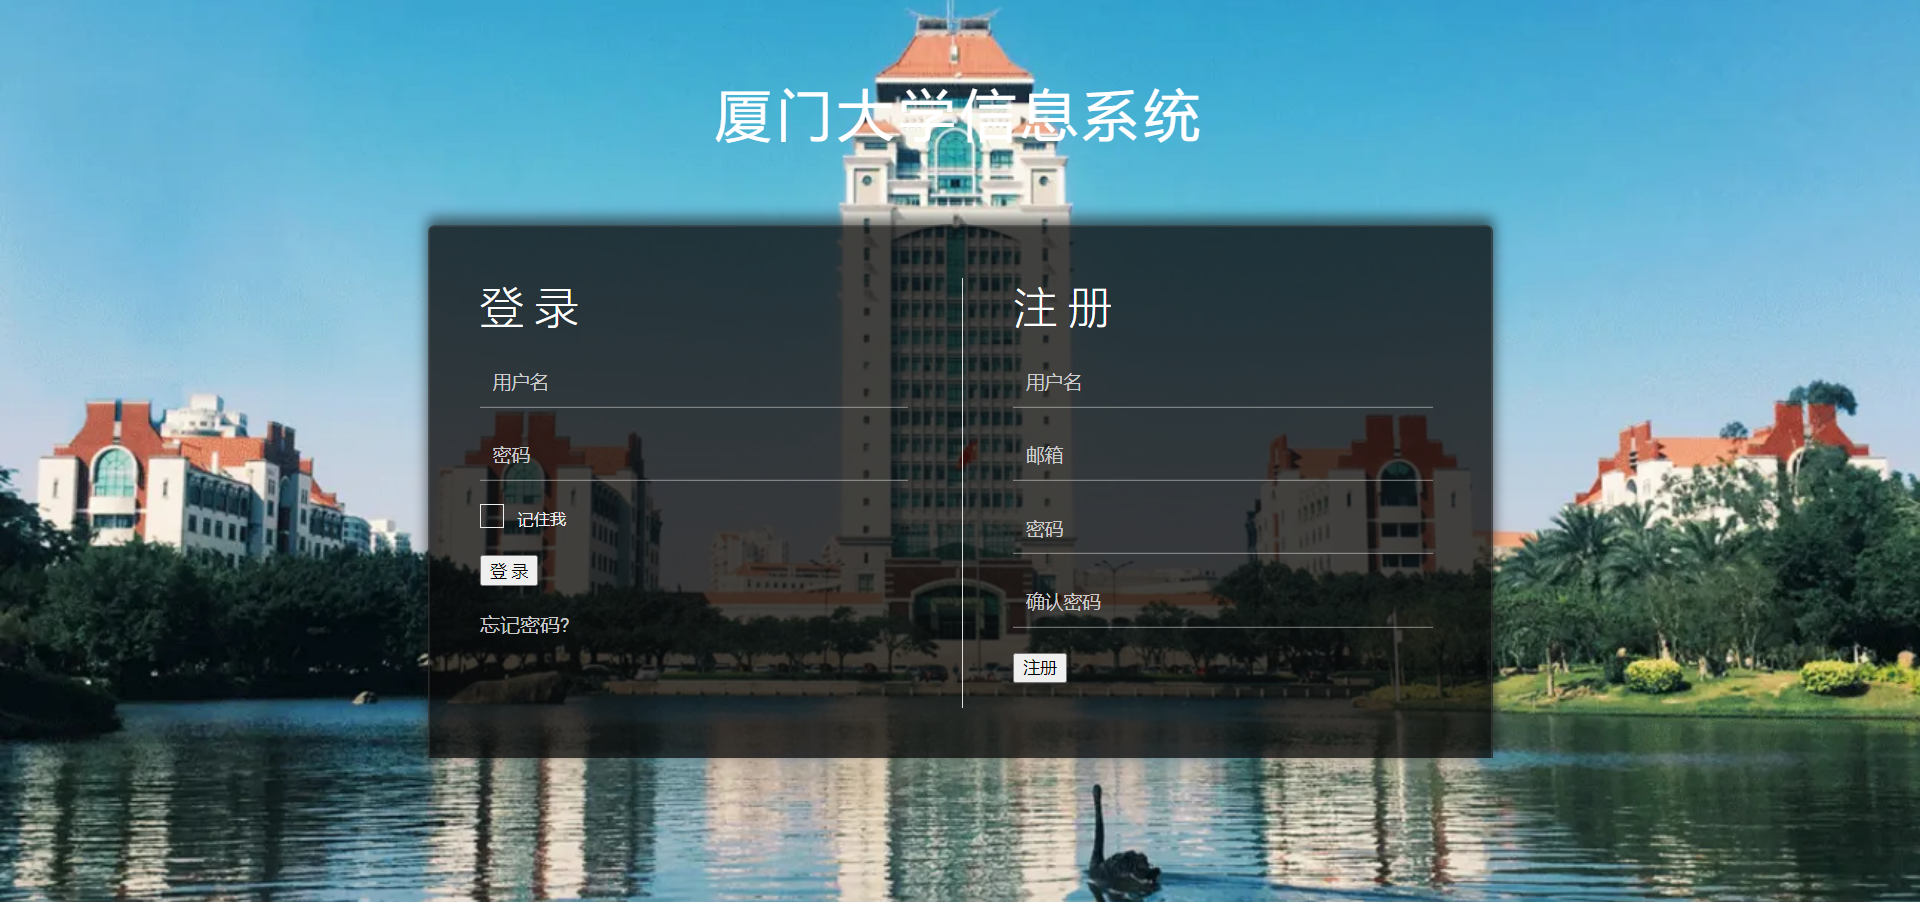 厦门大学信息系统
登 录
用户名
密码
记住我
登 录
忘记密码?
注 册
用户名
邮箱
密码
确认密码
注册